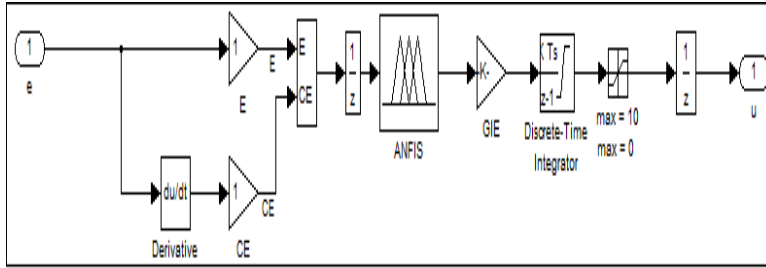 1
e
1
E
E
E
CE
1
z
ANFIS
K-
GIE
K Ts
z-1
Discrete-Time
Integrator
max = 10
max = 0
1
z
1
u
du/dt
Derivative
1
CE
CE